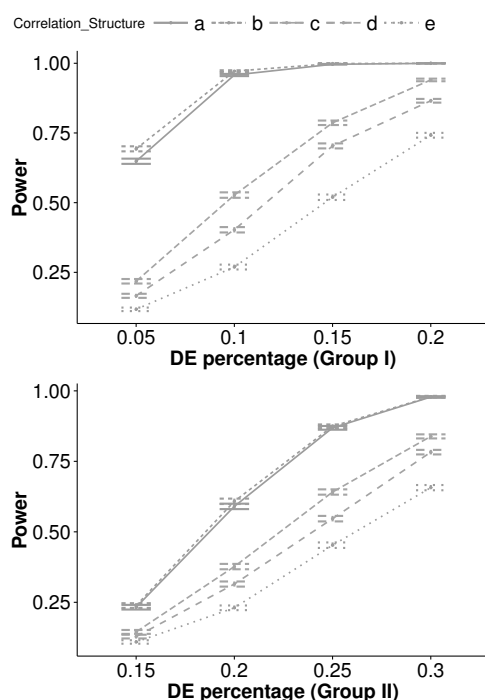 Correlation_Structure a b c d e
1.00
0.75
0.50
0.25
Power
0.05 0.1 0.15 0.2
DE percentage (Group I)
1.00
0.75
0.50
0.25
Power
0.15 0.2 0.25 0.3
DE percentage (Group II)